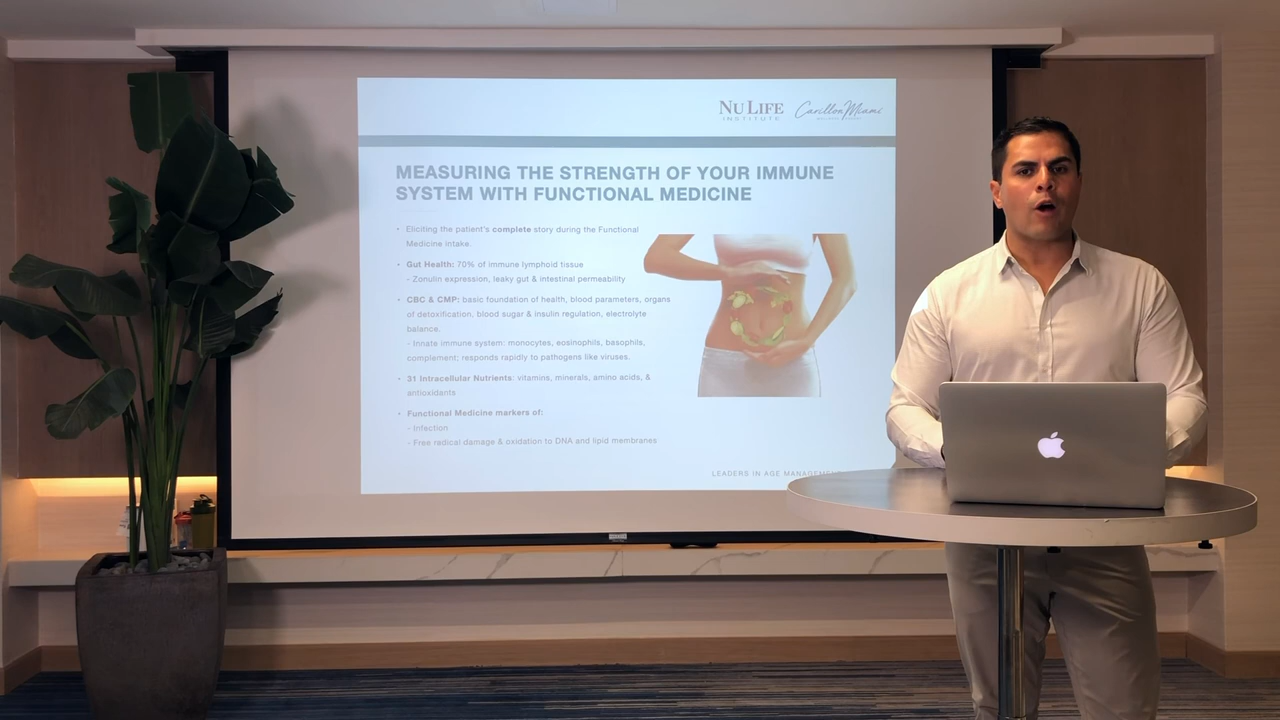 NU LIFE
INSTITUTE
Carillon Miami
MEASURING THE STRENGTH OF YOUR IMMUNE
SYSTEM WITH FUNCTIONAL MEDICINE
• Eliciting the patient's complete story during the Functional
Medicine intake.
• Gut Health: 70% of immune lymphoid tissue
- Zonulin expression, leaky gut & intestinal permeability
• CBC & CMP: basic foundation of health, blood parameters, organs
of detoxification, blood sugar & insulin regulation, electrolyte
balance.
- Innate immune system: monocytes, eosinophils, basophils,
complement; responds rapidly to pathogens like viruses.
• 31 Intracellular Nutrients: vitamins, minerals, amino acids, &
antioxidants
• Functional Medicine markers of:
- Infection
- Free radical damage & oxidation to DNA and lipid membranes
LEADERS IN AGE